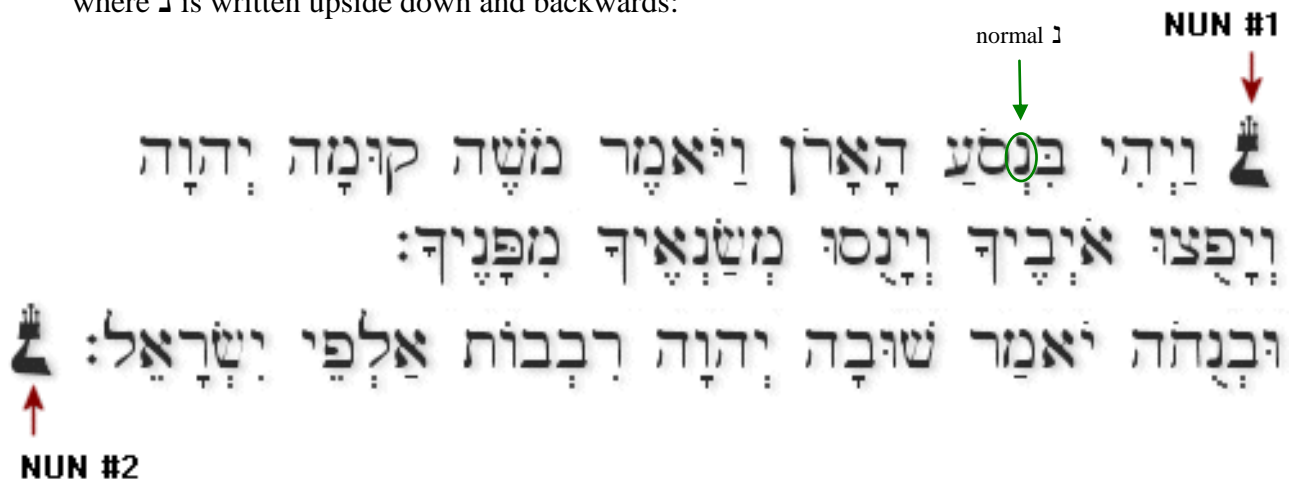 where נ is written upside down and backwards:
NUN #1
normal נ
׆ וַיְהִי בִּנְסֹעַ הָאָרֹן וַיֹּאמֶר מֹשֶׁה קוּמָה יְהוָה
וְיָפֻצוּ אֹיְבֶיךָ וְיָנֻסוּ מְשַׂנְאֶיךָ מִפָּנֶיךָ׃
וּבְנֻחֹה יֹאמַר שׁוּבָה יְהוָה רִבְבוֹת אַלְפֵי יִשְׂרָאֵל׃ ׆
NUN #2